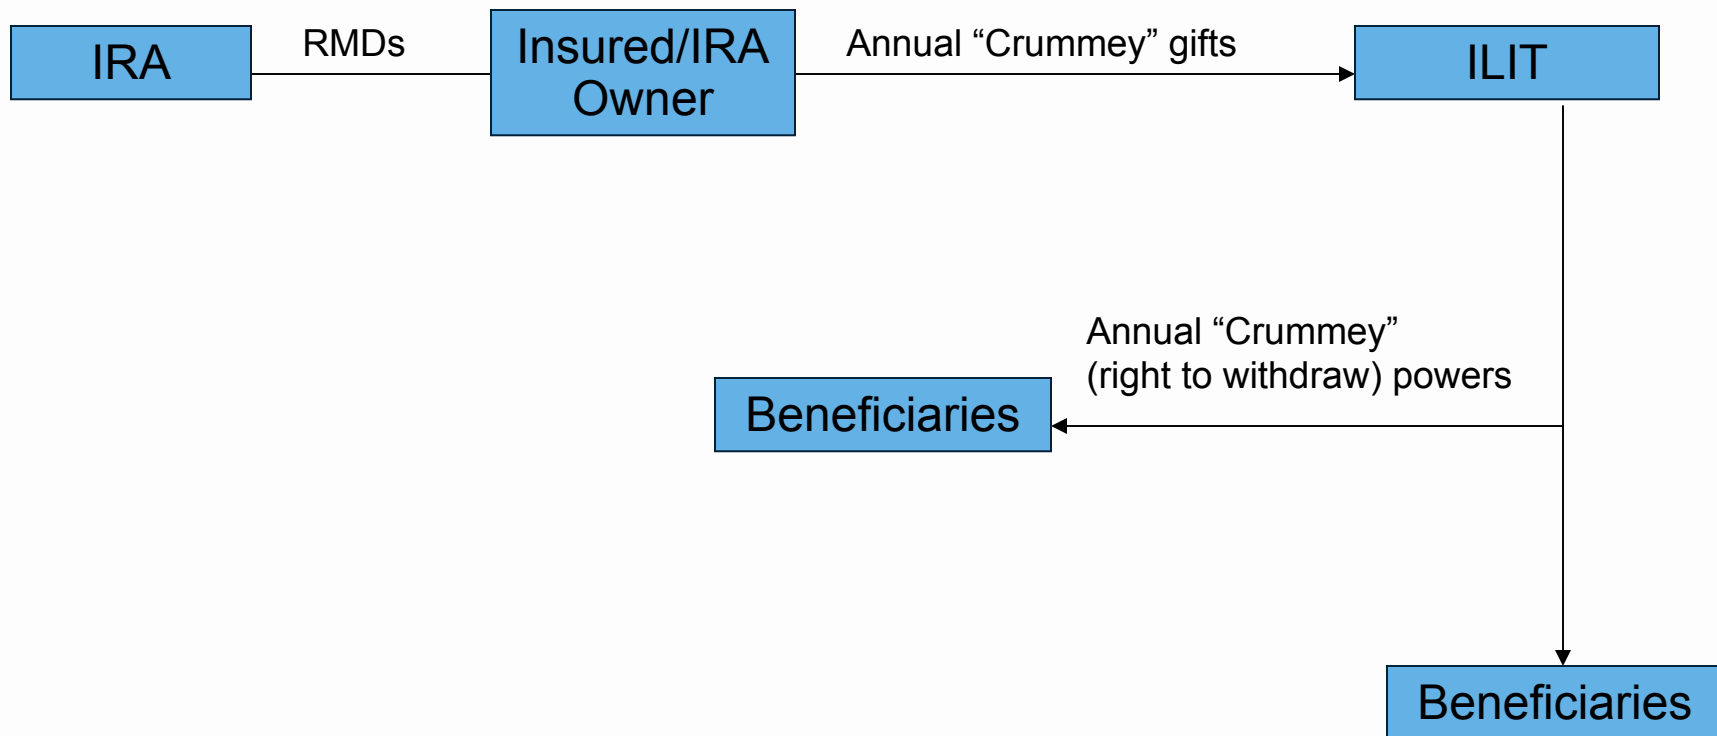 IRA
RMDs
Insured/IRA
Owner
Annual “Crummey” gifts
ILIT
Annual “Crummey”
(right to withdraw) powers
Beneficiaries
Beneficiaries